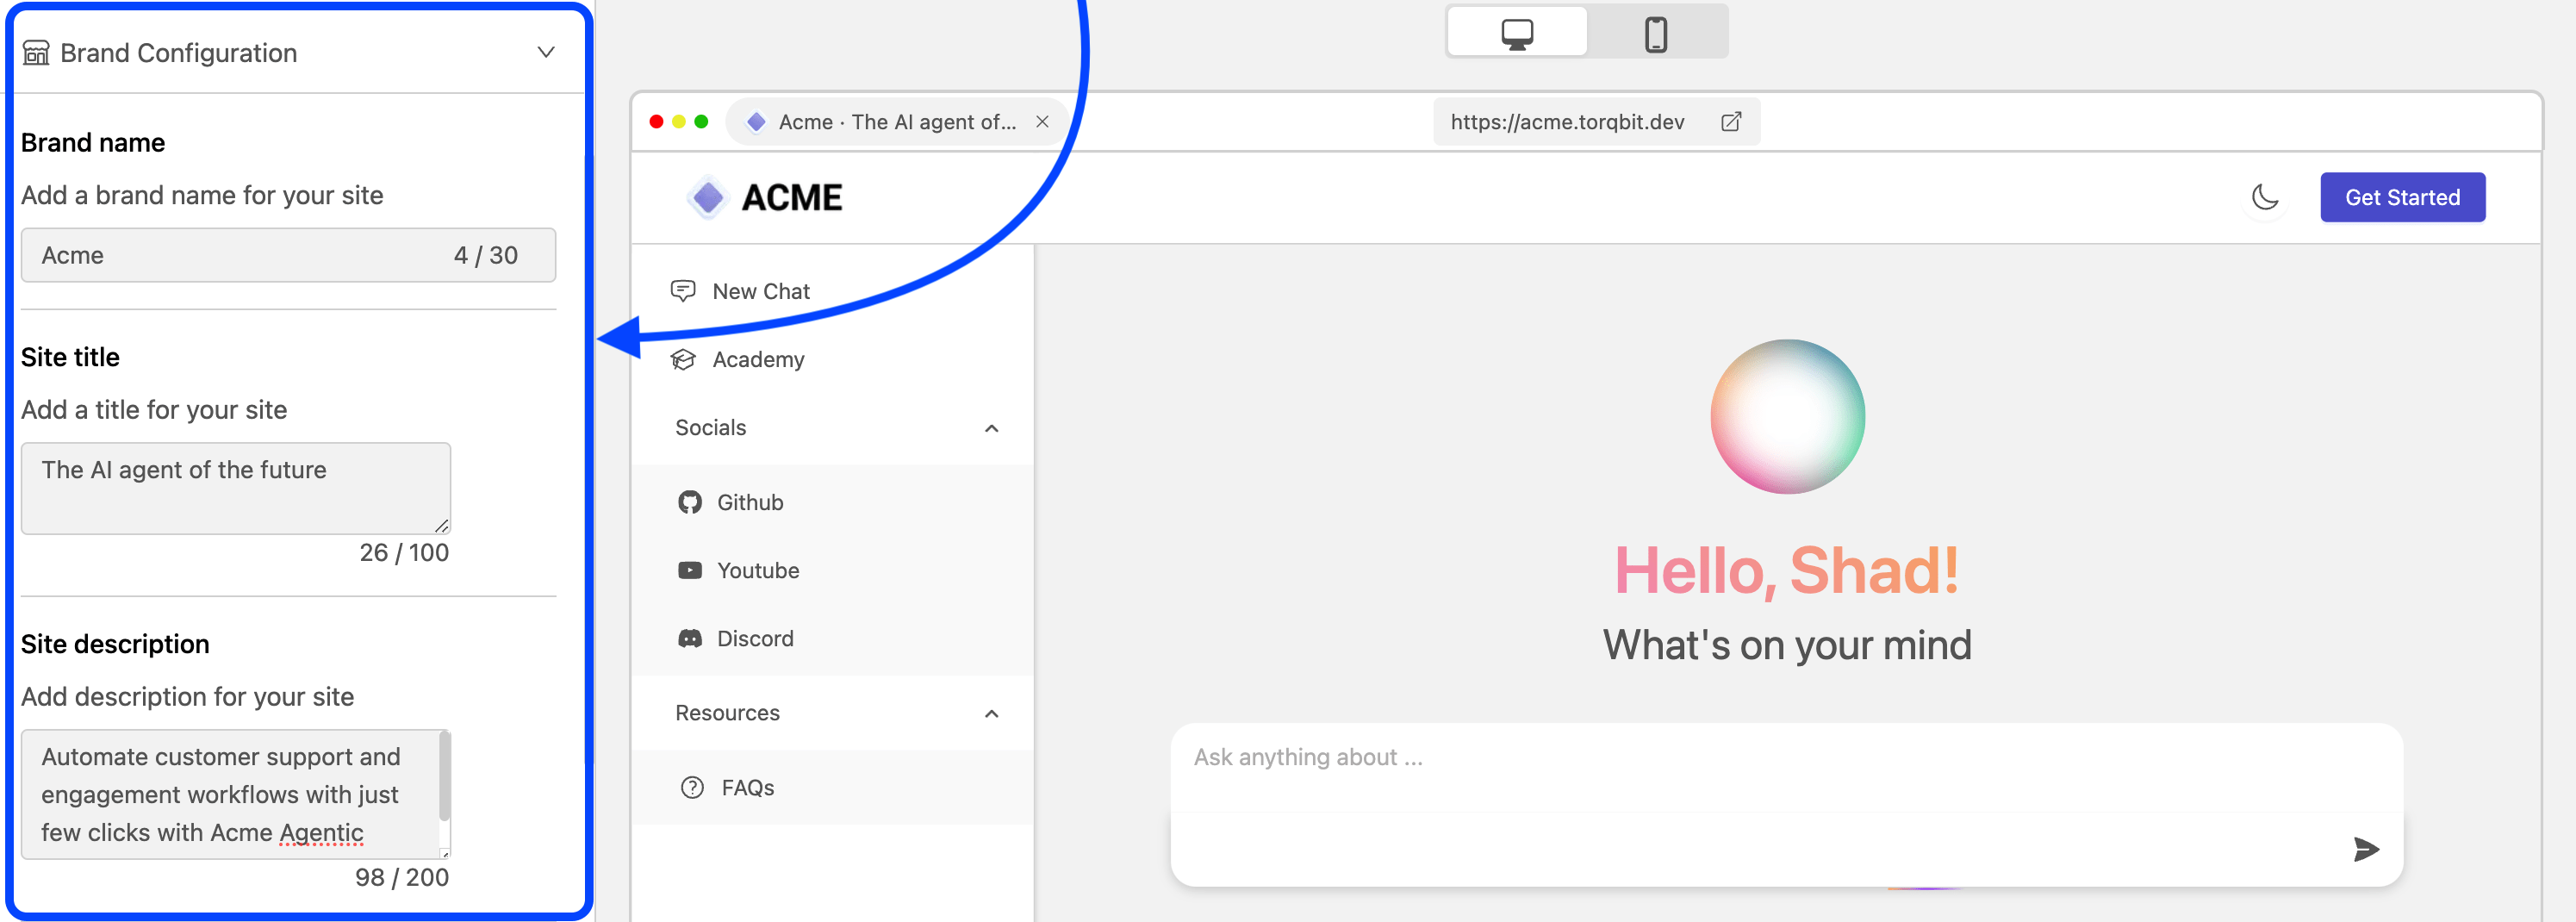 Brand Configuration
Brand name
Add a brand name for your site
Acme 4 / 30
Site title
Add a title for your site
The AI agent of the future
26 / 100
Site description
Add description for your site
Automate customer support and
engagement workflows with just
few clicks with Acme Agentic
98 / 200
Acme · The AI agent of...
https://acme.torqbit.dev
ACME
Get Started
New Chat
Academy
Socials
Github
Youtube
Discord
Resources
FAQs
Hello, Shad!
What's on your mind
Ask anything about ...